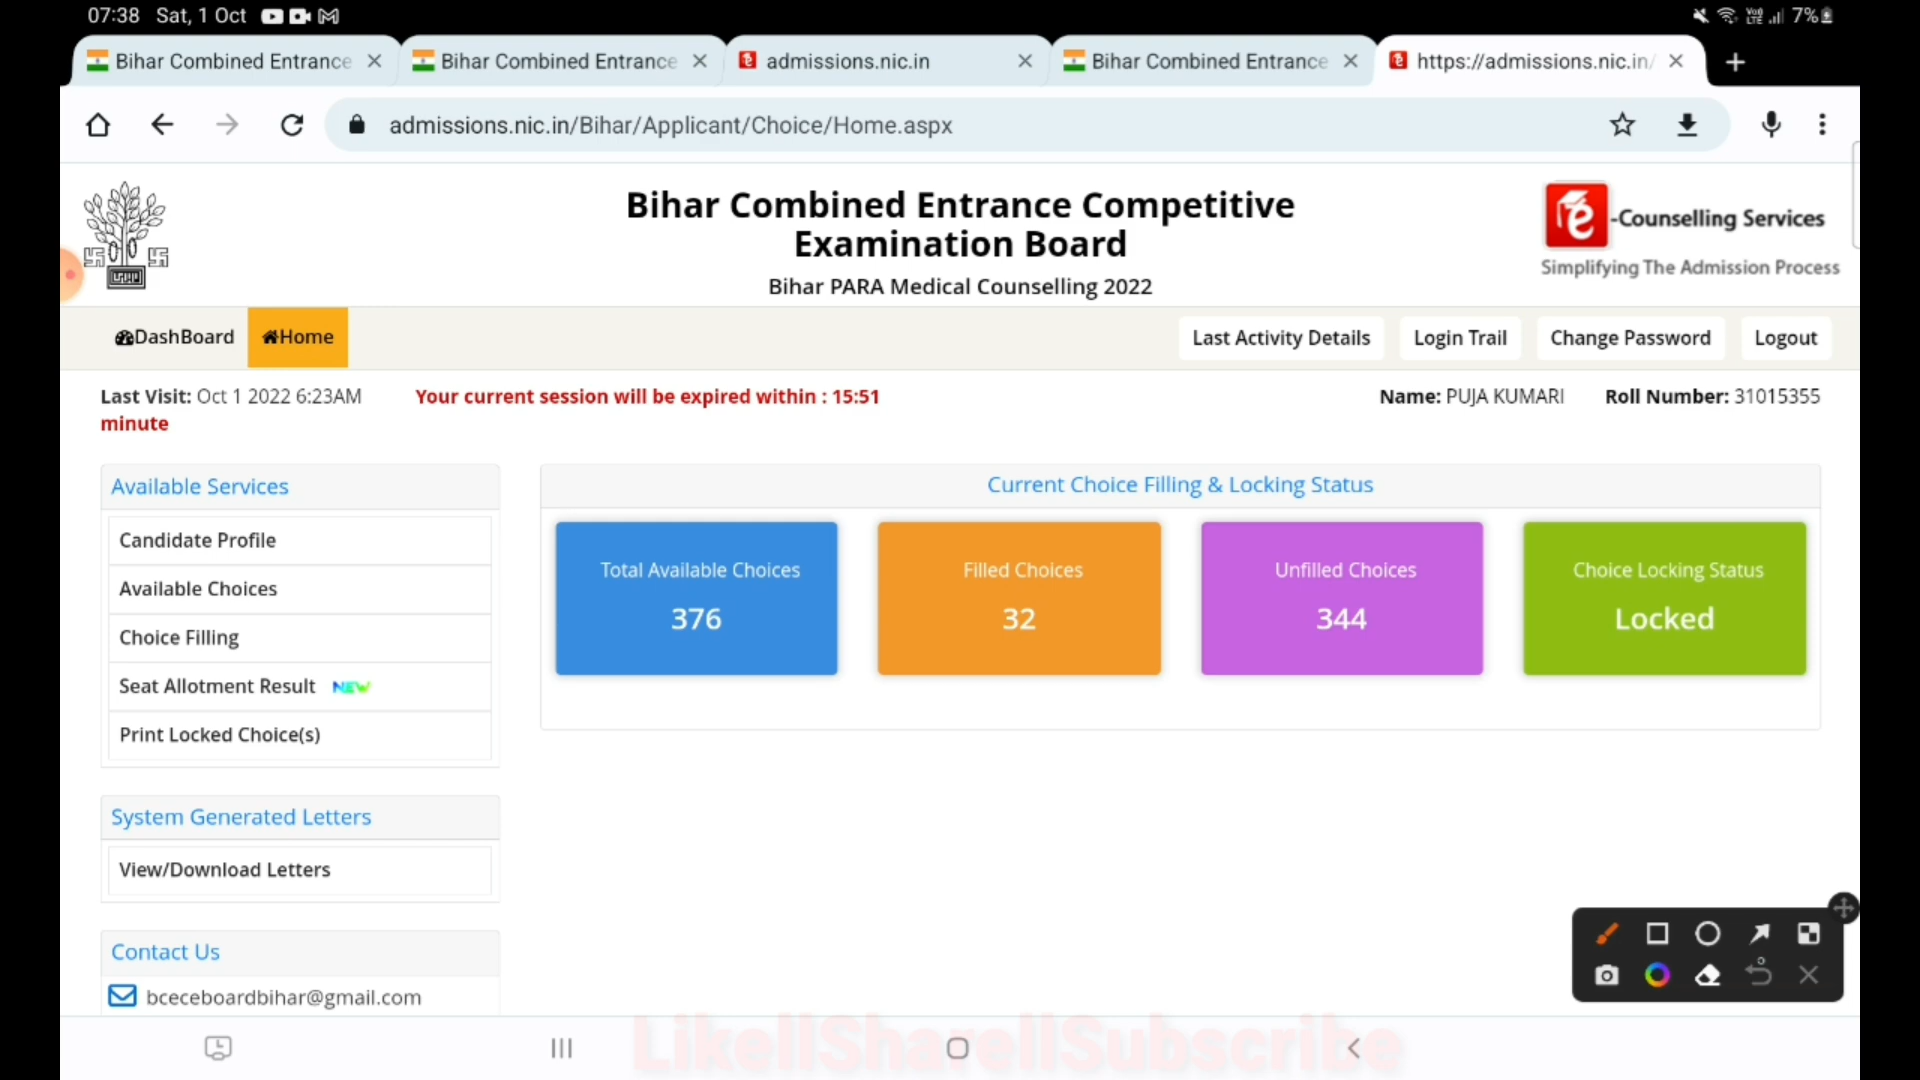 07:38 Sat, 1 Oct
7%
Bihar Combined Entrance
Bihar Combined Entrance
admissions.nic.in
Bihar Combined Entrance
https://admissions.nic.in/
admissions.nic.in/Bihar/Applicant/Choice/Home.aspx
Bihar Combined Entrance Competitive
Examination Board
Bihar PARA Medical Counselling 2022
e-Counselling Services
Simplifying The Admission Process
DashBoard
Home
Last Activity Details
Login Trail
Change Password
Logout
Last Visit: Oct 1 2022 6:23AM
Your current session will be expired within : 15:51
minute
Name: PUJA KUMARI
Roll Number: 31015355
Available Services
Candidate Profile
Available Choices
Choice Filling
Seat Allotment Result NEW
Print Locked Choice(s)
Current Choice Filling & Locking Status
Total Available Choices
376
Filled Choices
32
Unfilled Choices
344
Choice Locking Status
Locked
System Generated Letters
View/Download Letters
Contact Us
bceceboardbihar@gmail.com
LikellSharellSubscribe